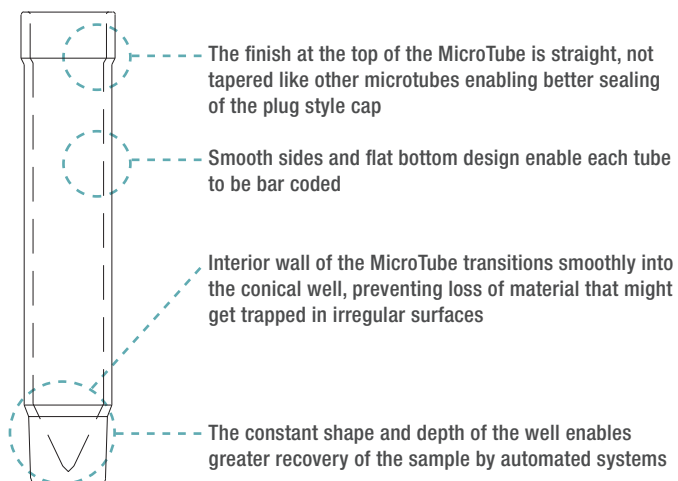 The finish at the top of the MicroTube is straight, not
tapered like other microtubes enabling better sealing
of the plug style cap
Smooth sides and flat bottom design enable each tube
to be bar coded
Interior wall of the MicroTube transitions smoothly into
the conical well, preventing loss of material that might
get trapped in irregular surfaces
The constant shape and depth of the well enables
greater recovery of the sample by automated systems